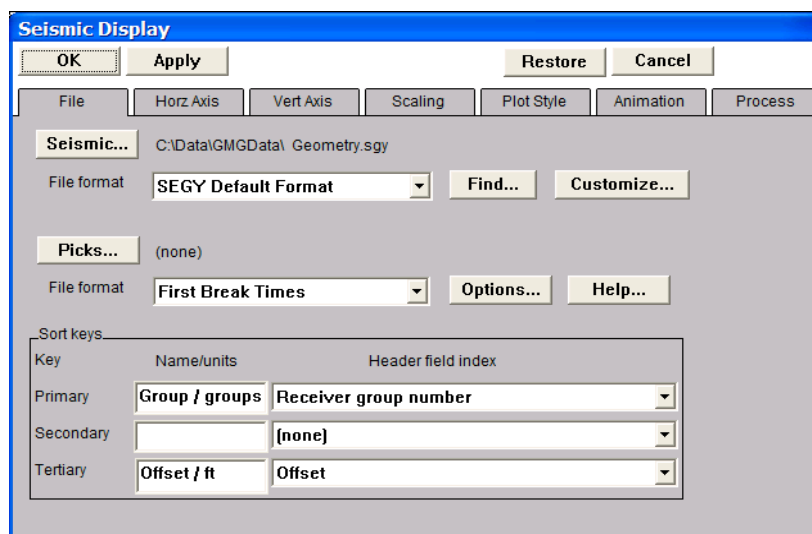 Seismic Display
OK Apply Restore Cancel
File Horz Axis Vert Axis Scaling Plot Style Animation Process
Seismic... C:\Data\GMGData\ Geometry.sgy
File format SEGY Default Format Find... Customize...
Picks... (none)
File format First Break Times Options... Help...
Sort keys
Key Name/units Header field index
Primary Group / groups Receiver group number
Secondary (none)
Tertiary Offset / ft Offset